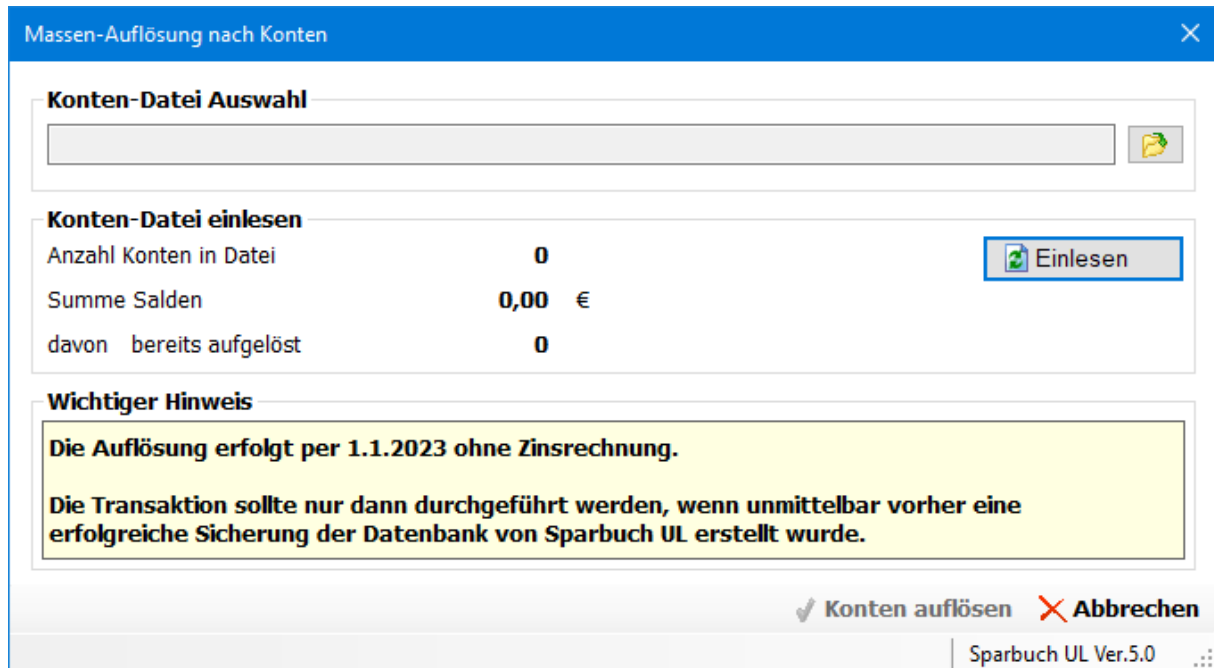 Massen-Auflösung nach Konten
Konten-Datei Auswahl
Konten-Datei einlesen
Anzahl Konten in Datei 0
Einlesen
Summe Salden 0,00 €
davon bereits aufgelöst 0
Wichtiger Hinweis
Die Auflösung erfolgt per 1.1.2023 ohne Zinsrechnung.
Die Transaktion sollte nur dann durchgeführt werden, wenn unmittelbar vorher eine
erfolgreiche Sicherung der Datenbank von Sparbuch UL erstellt wurde.
Konten auflösen Abbrechen
Sparbuch UL Ver.5.0